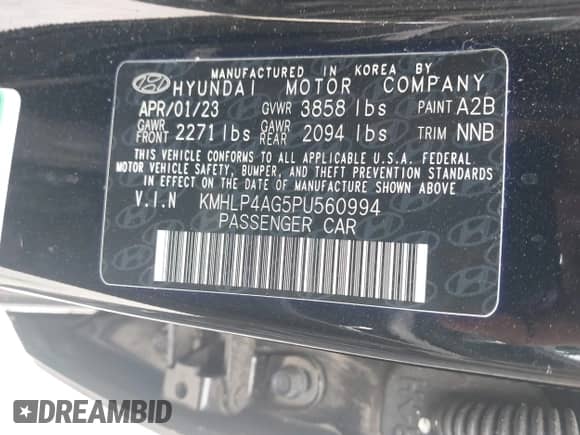 MANUFACTURED IN KOREA BY
HYUNDAI MOTOR COMPANY
APR/01/23 GVWR 3858 lbs PAINT A2B
GAWR FRONT 2271 lbs GAWR REAR 2094 lbs TRIM NNB
THIS VEHICLE CONFORMS TO ALL APPLICABLE U.S.A. FEDERAL
MOTOR VEHICLE SAFETY, BUMPER, AND THEFT PREVENTION STANDARDS
IN EFFECT ON THE DATE OF MANUFACTURE SHOWN ABOVE.
V.I.N KMHLP4AG5PU560994
PASSENGER CAR
DREAMBID